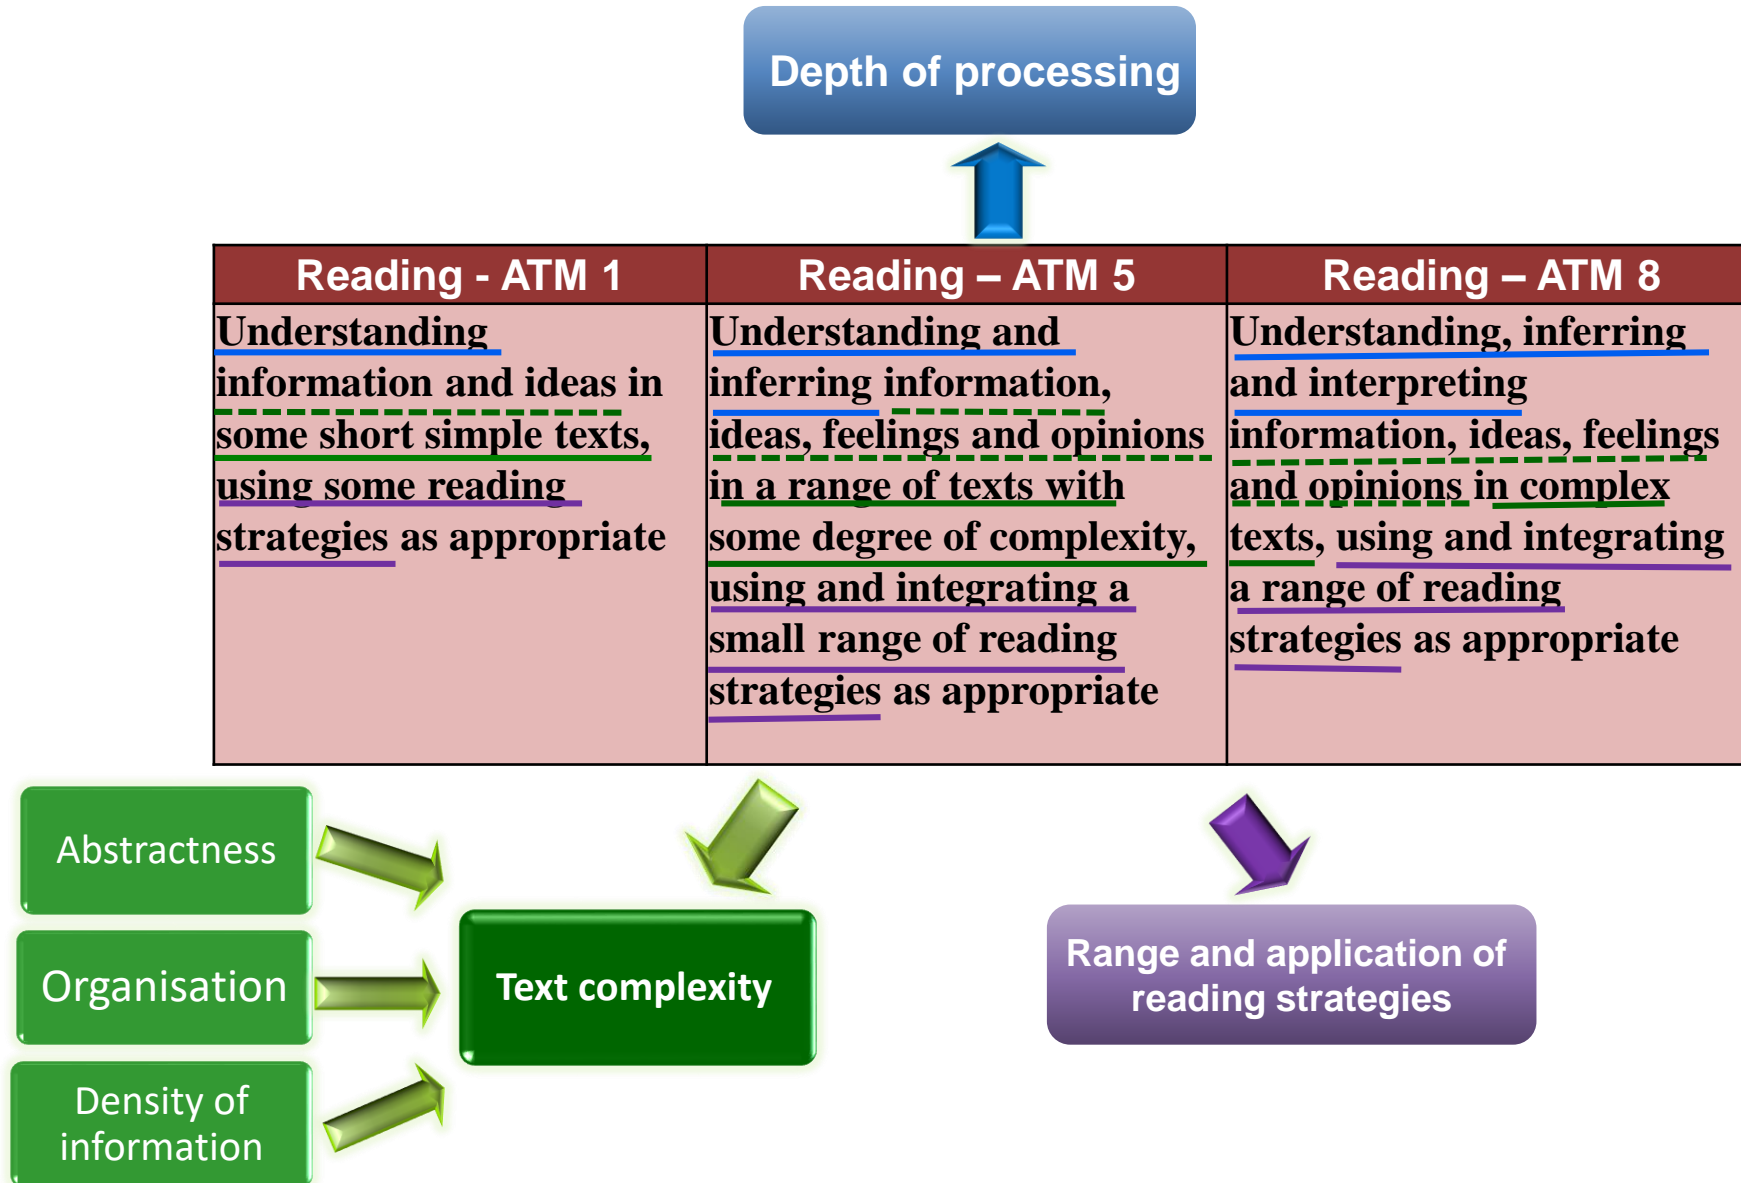 Depth of processing
Reading - ATM 1
Understanding
information and ideas in
some short simple texts,
using some reading
strategies as appropriate
Reading – ATM 5
Understanding and
inferring information,
ideas, feelings and opinions
in a range of texts with
some degree of complexity,
using and integrating a
small range of reading
strategies as appropriate
Reading – ATM 8
Understanding, inferring
and interpreting
information, ideas, feelings
and opinions in complex
texts, using and integrating
a range of reading
strategies as appropriate
Abstractness
Organisation
Density of
information
Text complexity
Range and application of
reading strategies